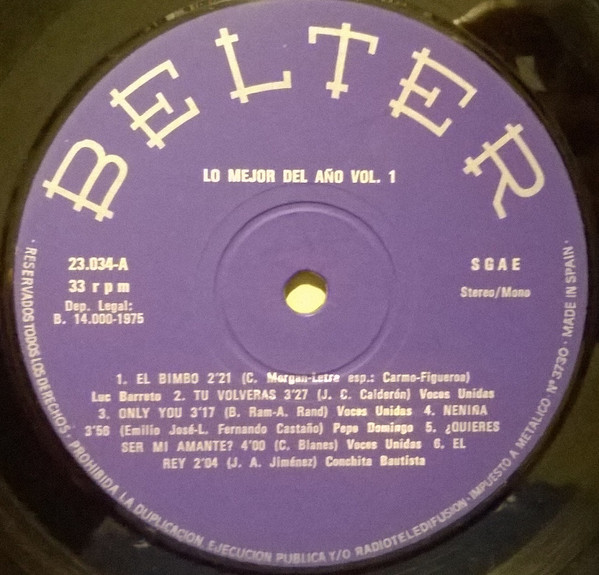 BELTER
LO MEJOR DEL AÑO VOL. 1
23.034-A
33 rpm
Dep. Legal:
B. 14.000-1975
SGAE
Stereo/Mono
1. EL BIMBO 2'21 (C. Morgan-Letra esp.: Carmo-Figueroa)
Luc Barreto 2. TU VOLVERAS 3'27 (J. C. Calderón) Voces Unidas
3. ONLY YOU 3'17 (B. Ram-A. Rand) Voces Unidas 4. NENIÑA
3'56 (Emilio José-L. Fernando Castaño) Pepe Domingo 5. ¿QUIERES
SER MI AMANTE? 4'00 (C. Blanes) Voces Unidas 6. EL
REY 2'04 (J. A. Jiménez) Conchita Bautista
· RESERVADOS TODOS LOS DERECHOS · PROHIBIDA LA DUPLICACION, EJECUCION PUBLICA Y/O RADIOTELEDIFUSION · IMPUESTO A METALICO · Nº 3730 · MADE IN SPAIN ·